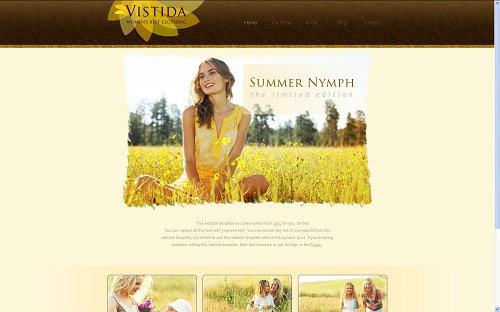 VISTIDA
WOMEN'S BEST CLOTHING
Home The Shop About Blog Contact
SUMMER NYMPH
the limited edition
This website template has been collect from zzsc for you, for free.
You can replace all this text with your own text. You can remove any link to our website from this
website template, you're free to use this website template without linking back to us. If you're having
problems editing this website template, then don't hesitate to ask for help on the Forum.